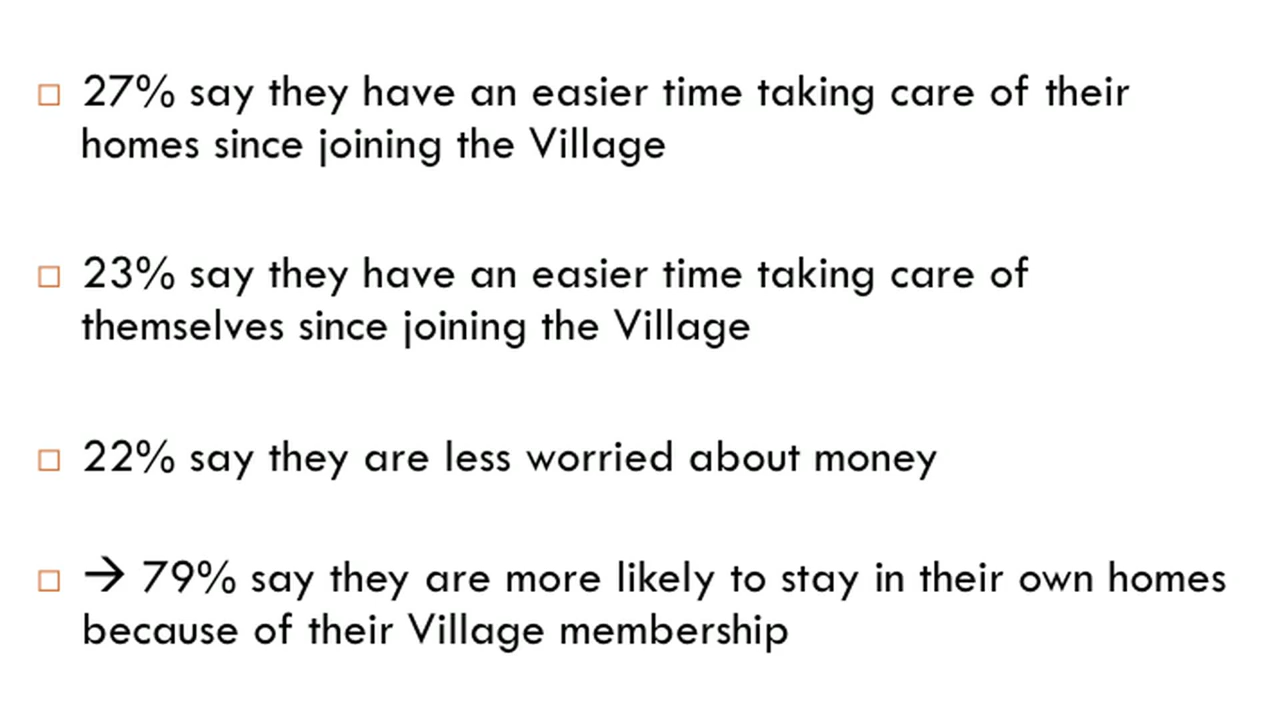 □ 27% say they have an easier time taking care of their
homes since joining the Village
□ 23% say they have an easier time taking care of
themselves since joining the Village
□ 22% say they are less worried about money
□ → 79% say they are more likely to stay in their own homes
because of their Village membership